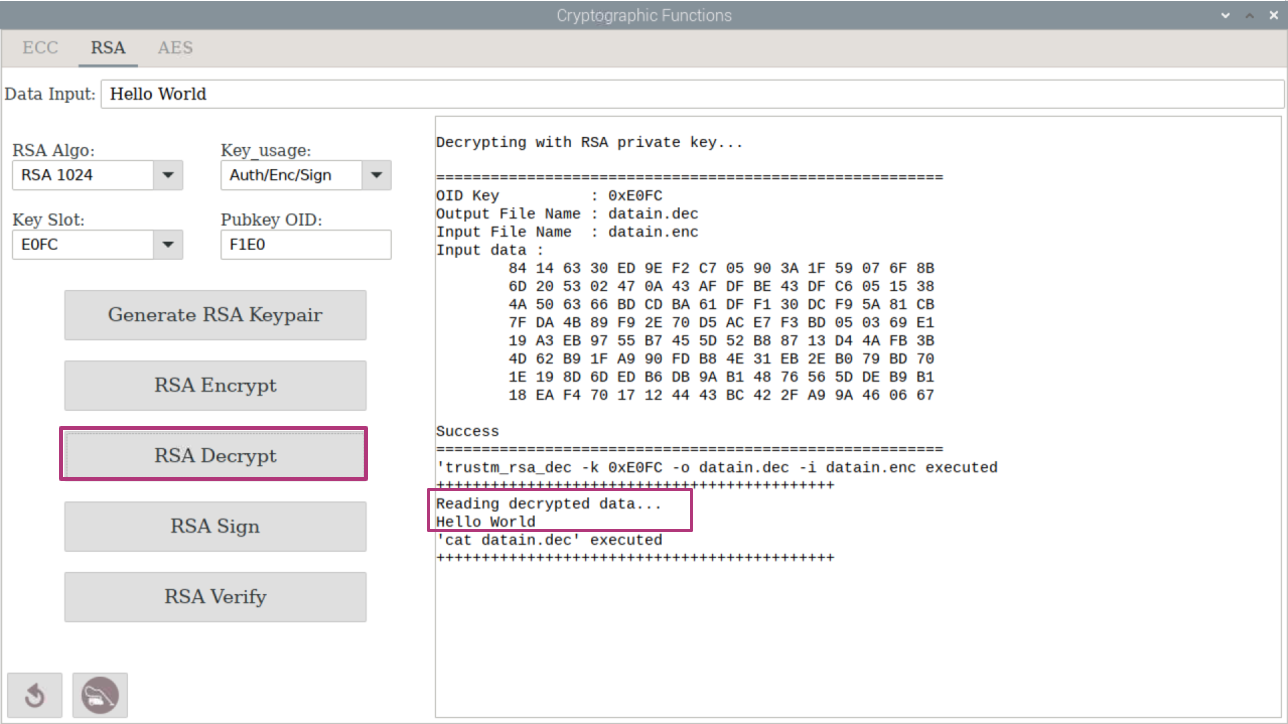 Cryptographic Functions
ECC RSA AES
Data Input: Hello World
RSA Algo: Key_usage:
RSA 1024 Auth/Enc/Sign
Key Slot: Pubkey OID:
E0FC F1E0
Generate RSA Keypair
RSA Encrypt
RSA Decrypt
RSA Sign
RSA Verify
Decrypting with RSA private key...
========================================================
OID Key          : 0xE0FC
Output File Name : datain.dec
Input File Name  : datain.enc
Input data :
84 14 63 30 ED 9E F2 C7 05 90 3A 1F 59 07 6F 8B
6D 20 53 02 47 0A 43 AF DF BE 43 DF C6 05 15 38
4A 50 63 66 BD CD BA 61 DF F1 30 DC F9 5A 81 CB
7F DA 4B 89 F9 2E 70 D5 AC E7 F3 BD 05 03 69 E1
19 A3 EB 97 55 B7 45 5D 52 B8 87 13 D4 4A FB 3B
4D 62 B9 1F A9 90 FD B8 4E 31 EB 2E B0 79 BD 70
1E 19 8D 6D ED B6 DB 9A B1 48 76 56 5D DE B9 B1
18 EA F4 70 17 12 44 43 BC 42 2F A9 9A 46 06 67
Success
========================================================
'trustm_rsa_dec -k 0xE0FC -o datain.dec -i datain.enc executed
++++++++++++++++++++++++++++++++++++++++++++
Reading decrypted data...
Hello World
'cat datain.dec' executed
++++++++++++++++++++++++++++++++++++++++++++